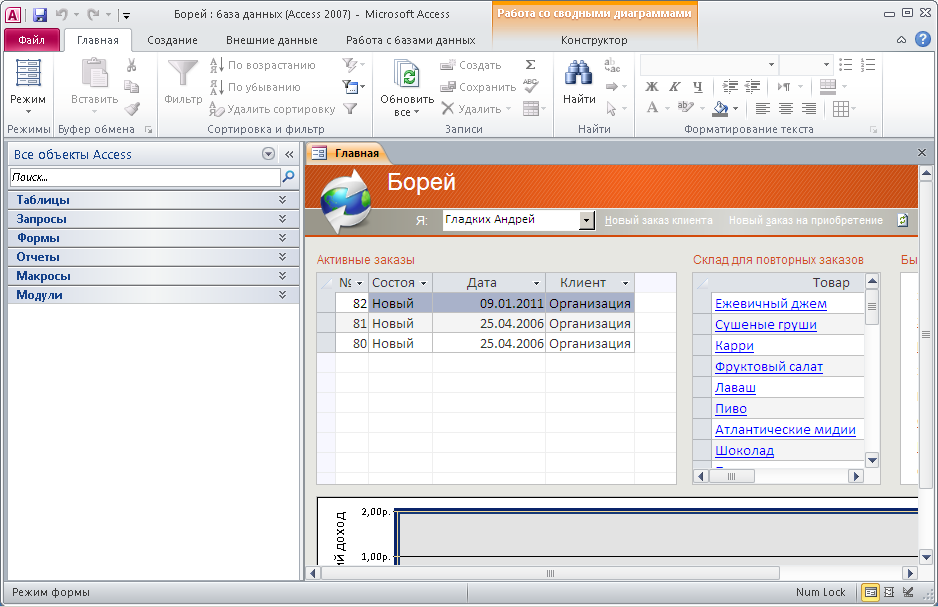 Борей : база данных (Access 2007) - Microsoft Access
Работа со сводными диаграммами
Файл Главная Создание Внешние данные Работа с базами данных Конструктор
Режим
Режимы
Вставить
Буфер обмена
Фильтр
По возрастанию
По убыванию
Удалить сортировку
Сортировка и фильтр
Обновить все
Создать
Сохранить
Удалить
Записи
Найти
Найти
Ж К Ч
Форматирование текста
Все объекты Access
Поиск...
Таблицы
Запросы
Формы
Отчеты
Макросы
Модули
Главная
Борей
Я: Гладких Андрей Новый заказ клиента Новый заказ на приобретение
Активные заказы
№ Состоя Дата Клиент
82 Новый 09.01.2011 Организация
81 Новый 25.04.2006 Организация
80 Новый 25.04.2006 Организация
Склад для повторных заказов
Товар
Ежевичный джем
Сушеные груши
Карри
Фруктовый салат
Лаваш
Пиво
Атлантические мидии
Шоколад
Бы
2,00р.
1,00р.
ий доход
Режим формы
Num Lock